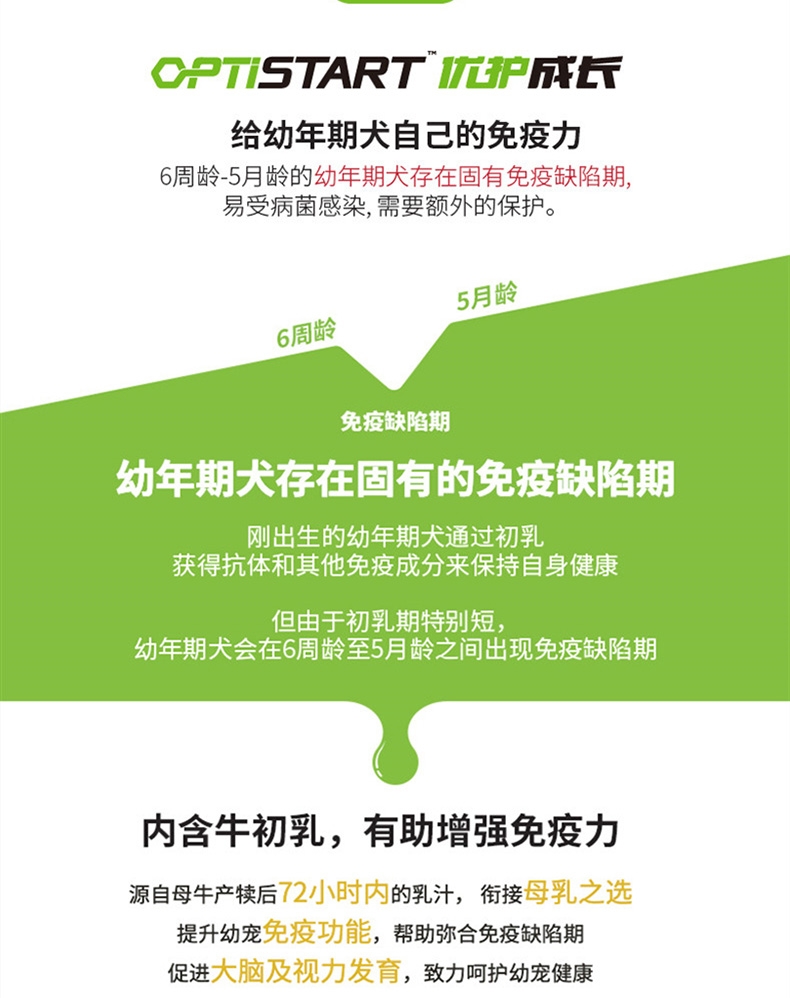 OPTiSTART™ 优护成长
给幼年期犬自己的免疫力
6周龄-5月龄的幼年期犬存在固有免疫缺陷期,
易受病菌感染, 需要额外的保护。
5月龄
6周龄
免疫缺陷期
幼年期犬存在固有的免疫缺陷期
刚出生的幼年期犬通过初乳
获得抗体和其他免疫成分来保持自身健康
但由于初乳期特别短，
幼年期犬会在6周龄至5月龄之间出现免疫缺陷期
内含牛初乳，有助增强免疫力
源自母牛产犊后72小时内的乳汁， 衔接母乳之选
提升幼宠免疫功能，帮助弥合免疫缺陷期
促进大脑及视力发育，致力呵护幼宠健康